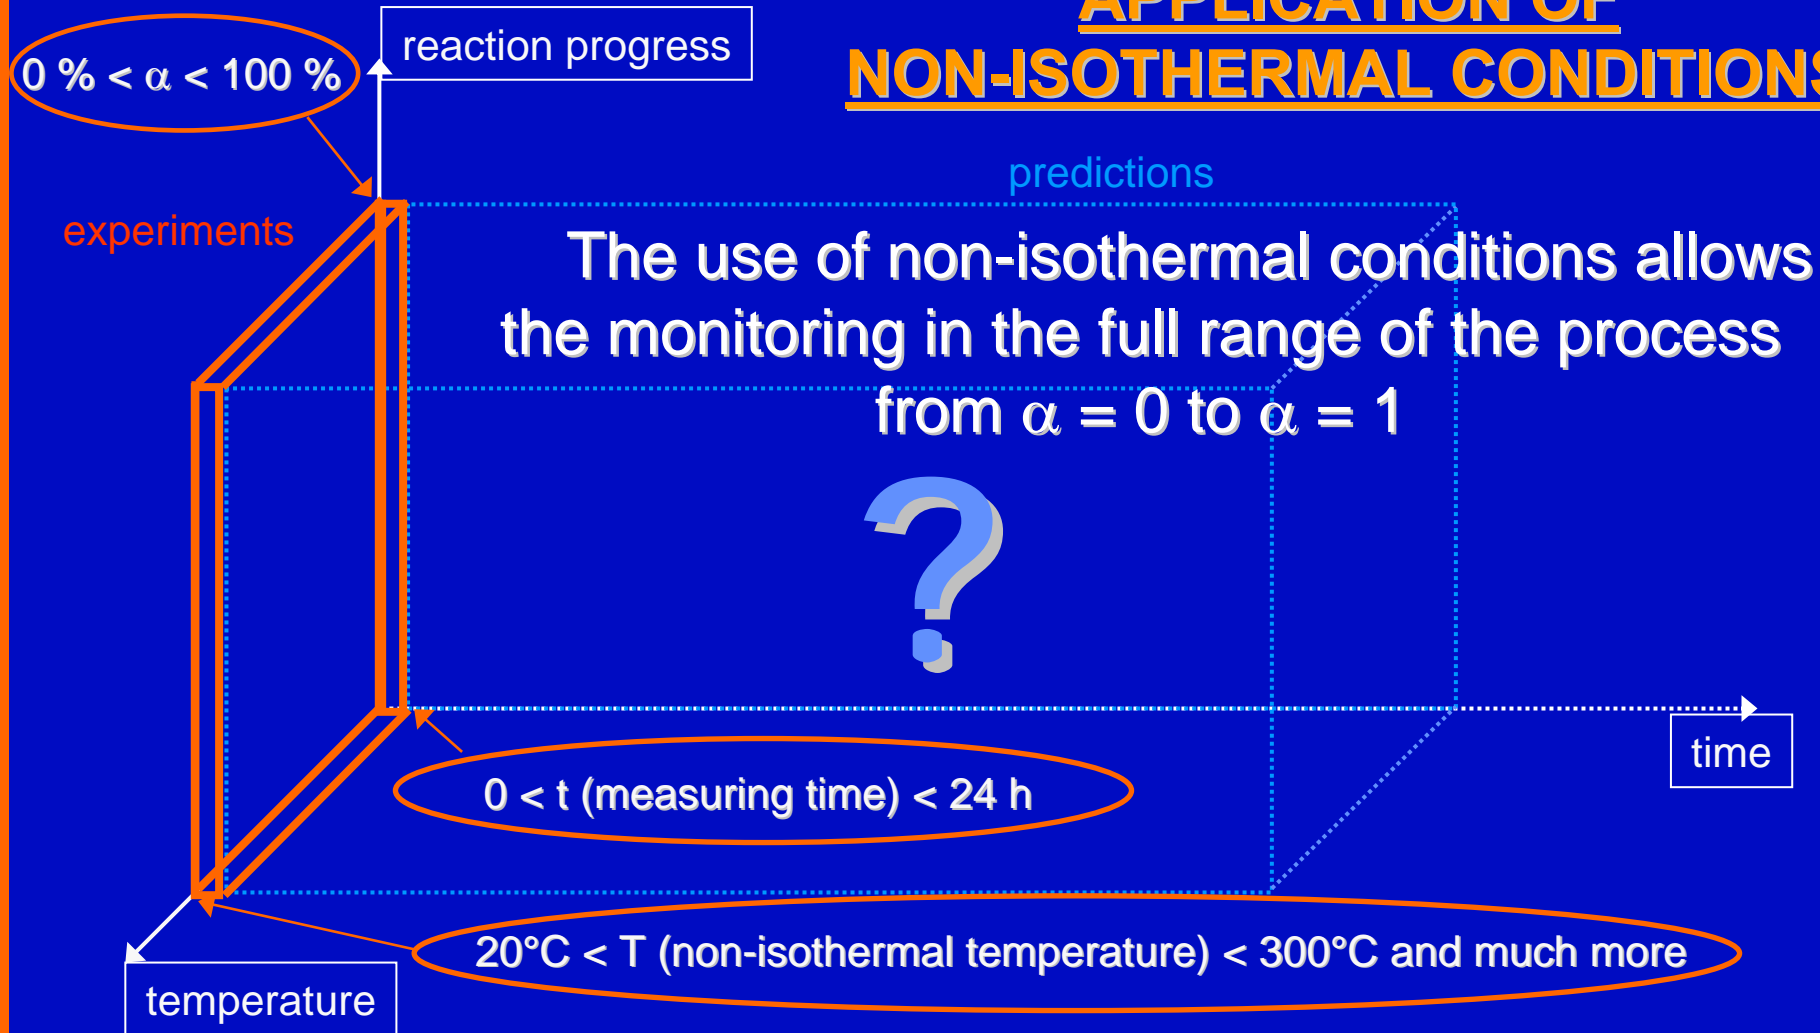 APPLICATION OF
NON-ISOTHERMAL CONDITIONS
reaction progress
0 % < α < 100 %
predictions
experiments
The use of non-isothermal conditions allows
the monitoring in the full range of the process
from α = 0 to α = 1
?
time
0 < t (measuring time) < 24 h
20°C < T (non-isothermal temperature) < 300°C and much more
temperature